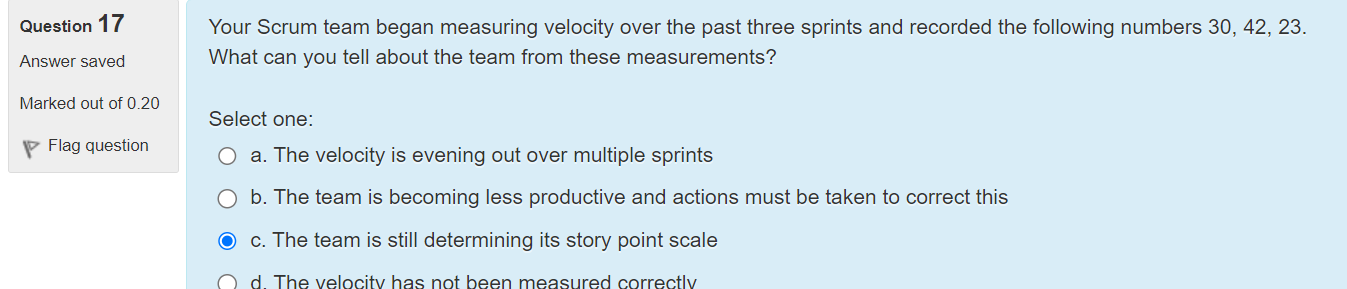 Question 17
Answer saved
Marked out of 0.20
Flag question
Your Scrum team began measuring velocity over the past three sprints and recorded the following numbers 30, 42, 23.
What can you tell about the team from these measurements?
Select one:
a. The velocity is evening out over multiple sprints
b. The team is becoming less productive and actions must be taken to correct this
c. The team is still determining its story point scale
d. The velocity has not been measured correctly